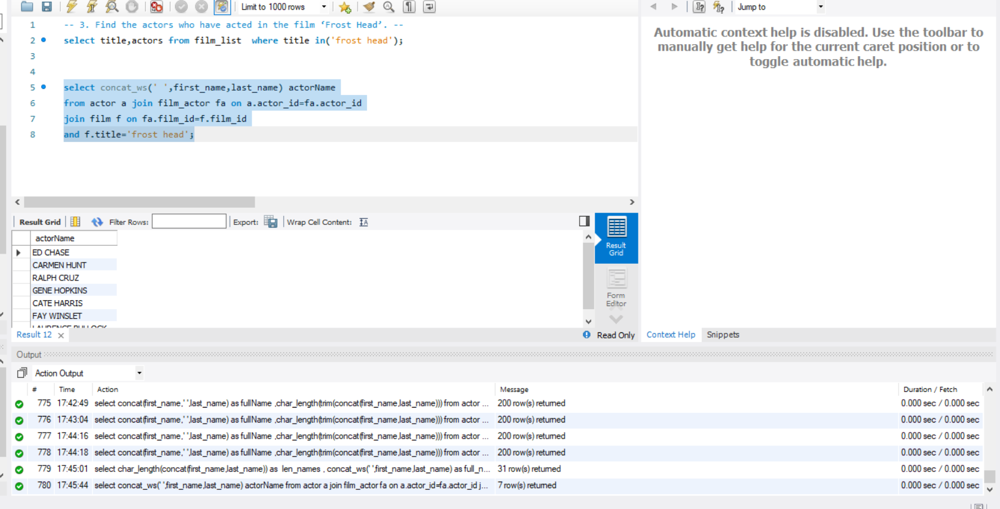 Limit to 1000 rows
Jump to
1 -- 3. Find the actors who have acted in the film ‘Frost Head’. --
2 select title,actors from film_list  where title in('frost head');
3
4
5 select concat_ws(' ',first_name,last_name) actorName
6 from actor a join film_actor fa on a.actor_id=fa.actor_id
7 join film f on fa.film_id=f.film_id
8 and f.title='frost head';
Automatic context help is disabled. Use the toolbar to
manually get help for the current caret position or to
toggle automatic help.
Result Grid Filter Rows: Export: Wrap Cell Content:
actorName
ED CHASE
CARMEN HUNT
RALPH CRUZ
GENE HOPKINS
CATE HARRIS
FAY WINSLET
LAURENCE BULLOCK
Result
Grid
Form
Editor
Result 12
Read Only
Context Help Snippets
Output
Action Output
# Time Action Message Duration / Fetch
775 17:42:49 select concat(first_name,' ',last_name) as fullName ,char_length(trim(concat(first_name,last_name))) from actor ... 200 row(s) returned 0.000 sec / 0.000 sec
776 17:43:04 select concat(first_name,' ',last_name) as fullName ,char_length(trim(concat(first_name,last_name))) from actor ... 200 row(s) returned 0.000 sec / 0.000 sec
777 17:44:16 select concat(first_name,' ',last_name) as fullName ,char_length(trim(concat(first_name,last_name))) from actor ... 200 row(s) returned 0.000 sec / 0.000 sec
778 17:44:18 select concat(first_name,' ',last_name) as fullName ,char_length(trim(concat(first_name,last_name))) from actor ... 200 row(s) returned 0.000 sec / 0.000 sec
779 17:45:01 select char_length(concat(first_name,last_name)) as len_names , concat_ws(' ',first_name,last_name) as full_n... 31 row(s) returned 0.000 sec / 0.000 sec
780 17:45:44 select concat_ws(' ',first_name,last_name) actorName from actor a join film_actor fa on a.actor_id=fa.actor_id j... 7 row(s) returned 0.000 sec / 0.000 sec